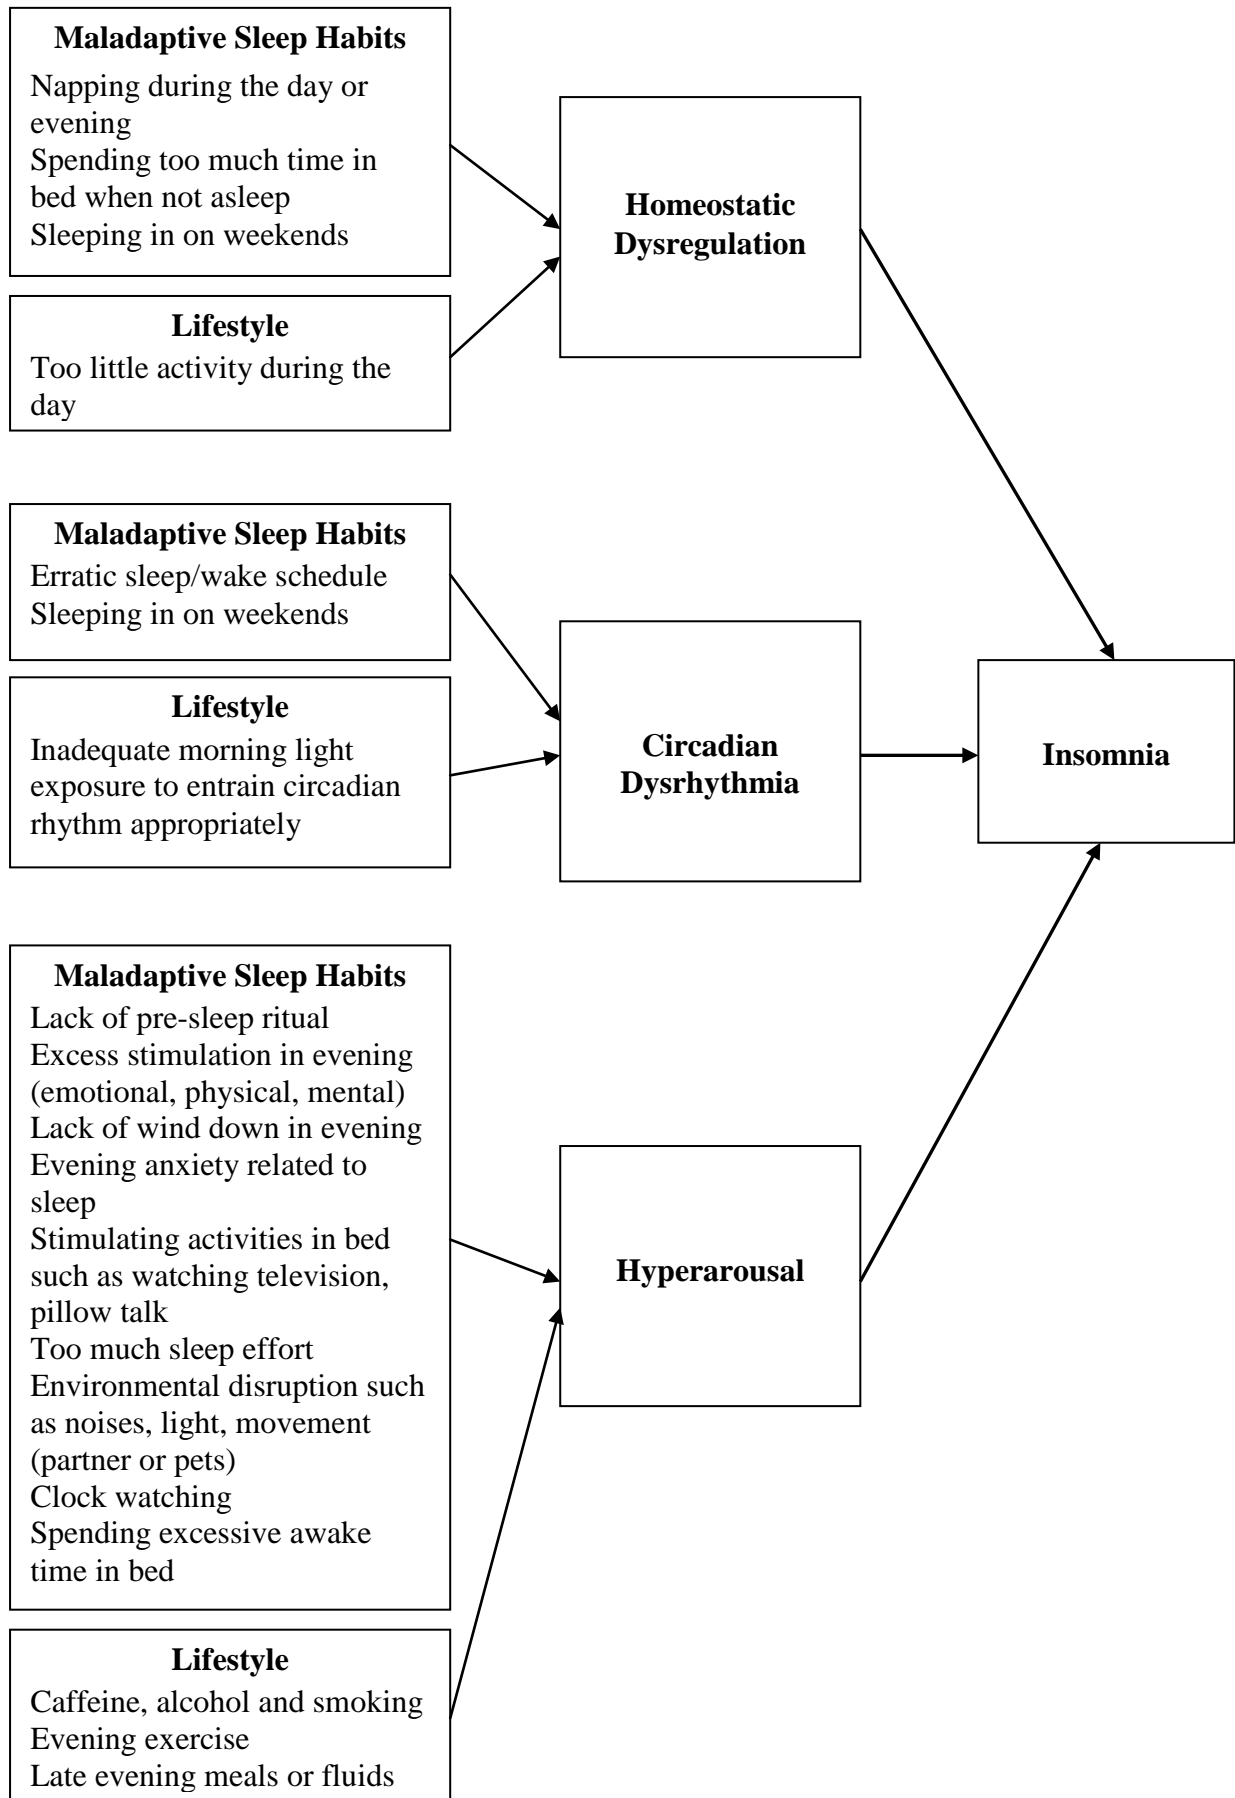 Maladaptive Sleep Habits
Napping during the day or
evening
Spending too much time in
bed when not asleep
Sleeping in on weekends
Lifestyle
Too little activity during the
day
Homeostatic
Dysregulation
Maladaptive Sleep Habits
Erratic sleep/wake schedule
Sleeping in on weekends
Lifestyle
Inadequate morning light
exposure to entrain circadian
rhythm appropriately
Circadian
Dysrhythmia
Insomnia
Maladaptive Sleep Habits
Lack of pre-sleep ritual
Excess stimulation in evening
(emotional, physical, mental)
Lack of wind down in evening
Evening anxiety related to
sleep
Stimulating activities in bed
such as watching television,
pillow talk
Too much sleep effort
Environmental disruption such
as noises, light, movement
(partner or pets)
Clock watching
Spending excessive awake
time in bed
Hyperarousal
Lifestyle
Caffeine, alcohol and smoking
Evening exercise
Late evening meals or fluids